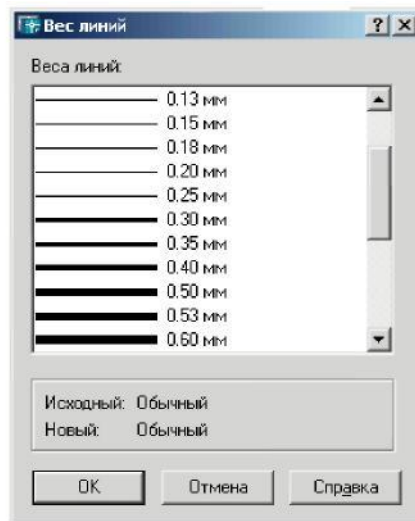 Вес линий
Веса линий:
0.13 мм
0.15 мм
0.18 мм
0.20 мм
0.25 мм
0.30 мм
0.35 мм
0.40 мм
0.50 мм
0.53 мм
0.60 мм
Исходный: Обычный
Новый: Обычный
OK Отмена Справка